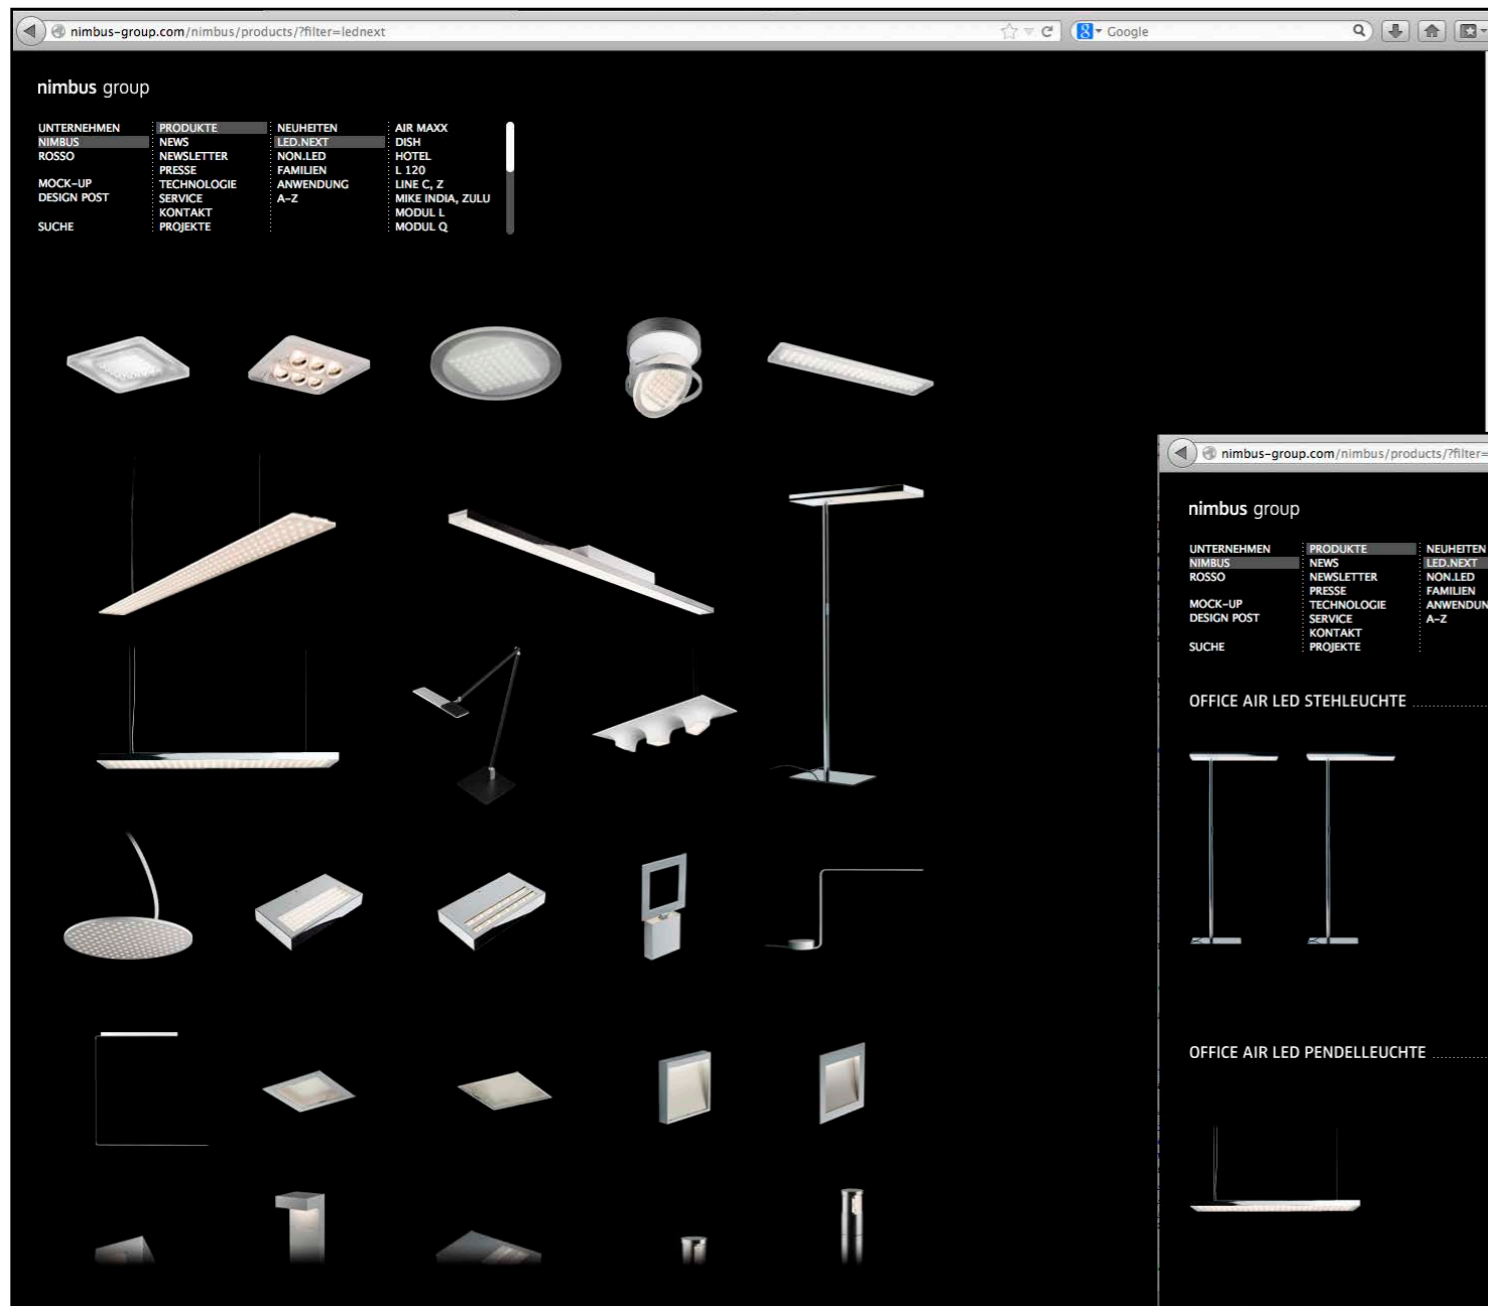 nimbus-group.com/nimbus/products/?filter=lednext
Google
nimbus group
UNTERNEHMEN
NIMBUS
ROSSO
MOCK-UP
DESIGN POST
SUCHE
PRODUKTE
NEWS
NEWSLETTER
PRESSE
TECHNOLOGIE
SERVICE
KONTAKT
PROJEKTE
NEUHEITEN
LED.NEXT
NON.LED
FAMILIEN
ANWENDUNG
A-Z
AIR MAXX
DISH
HOTEL
L 120
LINE C, Z
MIKE INDIA, ZULU
MODUL L
MODUL Q
nimbus-group.com/nimbus/products/?filter=
nimbus group
UNTERNEHMEN
NIMBUS
ROSSO
MOCK-UP
DESIGN POST
SUCHE
PRODUKTE
NEWS
NEWSLETTER
PRESSE
TECHNOLOGIE
SERVICE
KONTAKT
PROJEKTE
NEUHEITEN
LED.NEXT
NON.LED
FAMILIEN
ANWENDUN
A-Z
OFFICE AIR LED STEHLEUCHTE
OFFICE AIR LED PENDELLEUCHTE